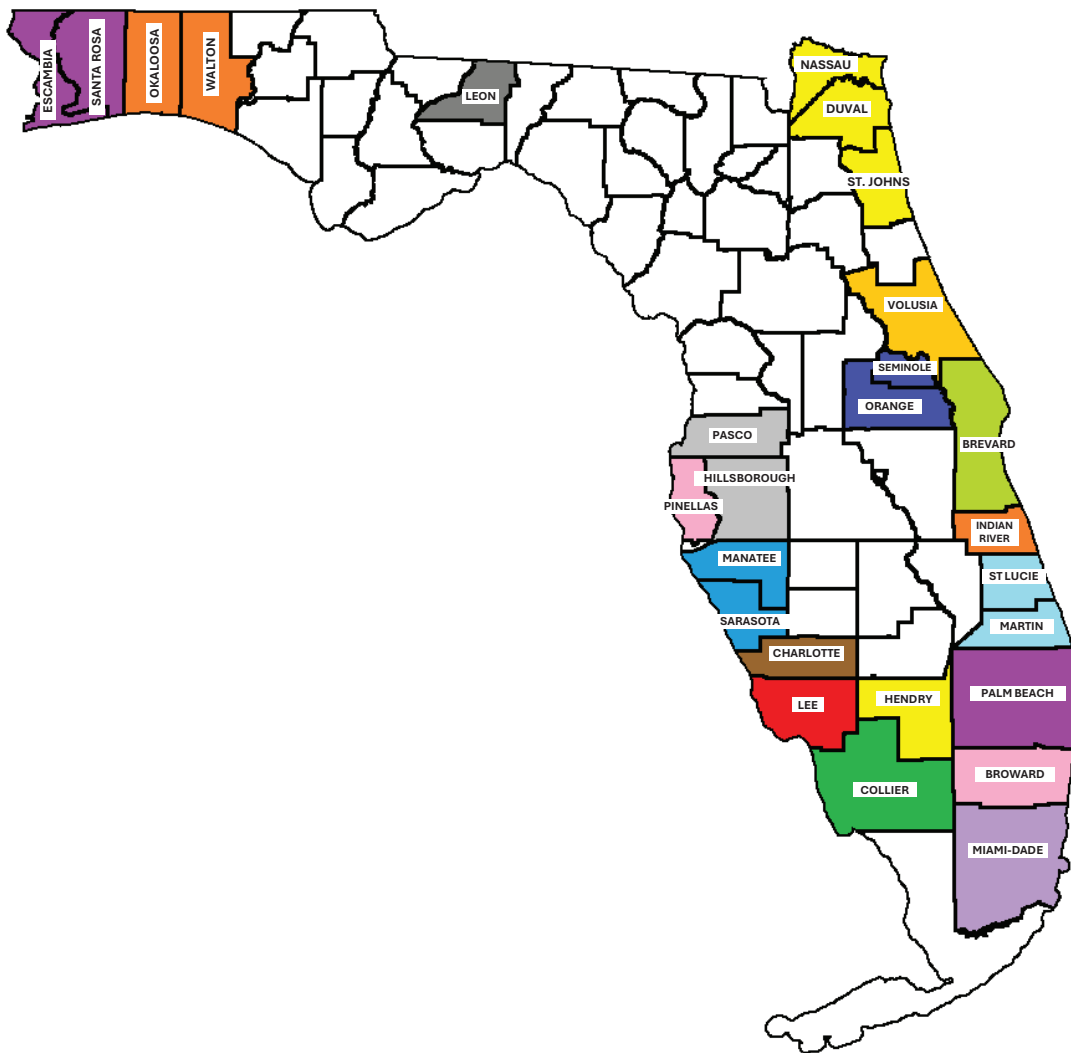 ESCAMBIA
SANTA ROSA
OKALOOSA
WALTON
LEON
NASSAU
DUVAL
ST. JOHNS
VOLUSIA
SEMINOLE
ORANGE
BREVARD
PASCO
HILLSBOROUGH
PINELLAS
INDIAN
RIVER
MANATEE
ST LUCIE
SARASOTA
MARTIN
CHARLOTTE
LEE
HENDRY
PALM BEACH
COLLIER
BROWARD
MIAMI-DADE